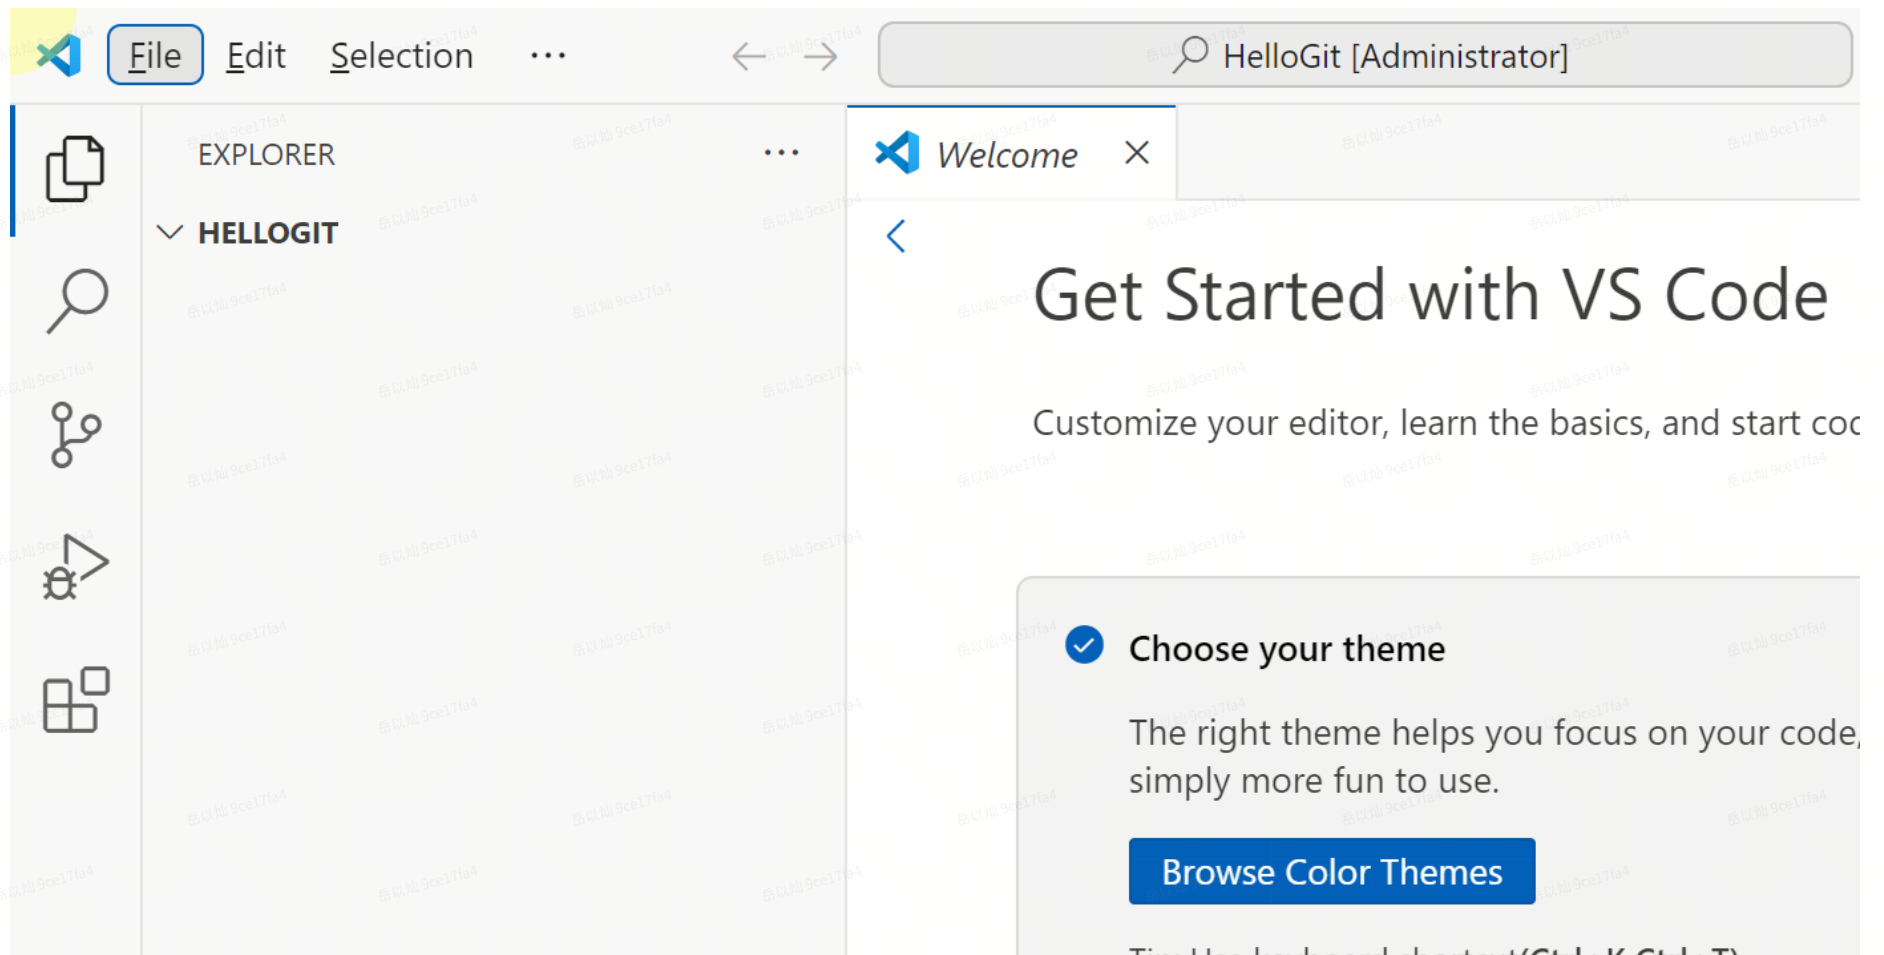 File Edit Selection ··· HelloGit [Administrator]
EXPLORER ···
HELLOGIT
Welcome
Get Started with VS Code
Customize your editor, learn the basics, and start
Choose your theme
The right theme helps you focus on your code,
simply more fun to use.
Browse Color Themes